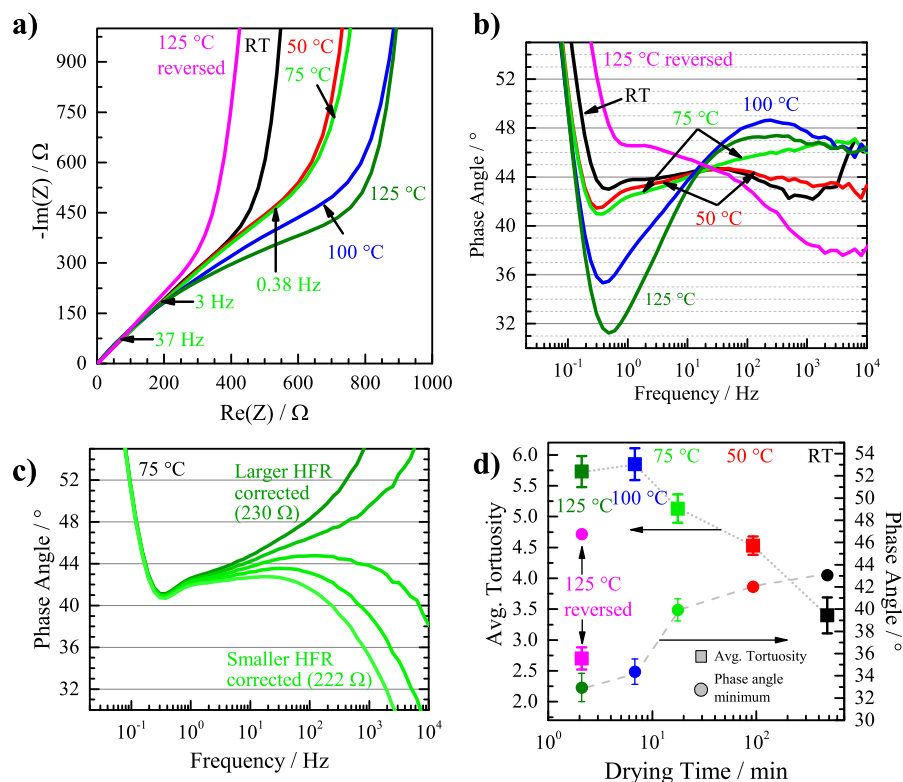 a)
125 °C
reversed
RT
50 °C
75 °C
100 °C
125 °C
0.38 Hz
3 Hz
37 Hz
-Im(Z) / Ω
900
750
600
450
300
150
0
0 200 400 600 800 1000
Re(Z) / Ω
b)
125 °C reversed
RT
75 °C
100 °C
50 °C
125 °C
Phase Angle / °
52
48
44
40
36
32
10⁻¹ 10⁰ 10¹ 10² 10³ 10⁴
Frequency / Hz
c)
75 °C
Larger HFR
corrected
(230 Ω)
Smaller HFR
corrected (222 Ω)
Phase Angle / °
52
48
44
40
36
32
10⁻¹ 10⁰ 10¹ 10² 10³ 10⁴
Frequency / Hz
d)
75 °C 50 °C RT
125 °C
100 °C
125 °C
reversed
Avg. Tortuosity
Phase angle
minimum
Avg. Tortuosity
6.0
5.5
5.0
4.5
4.0
3.5
3.0
2.5
2.0
Phase Angle / °
54
52
50
48
46
44
42
40
38
36
34
32
30
10⁰ 10¹ 10² 10³
Drying Time / min